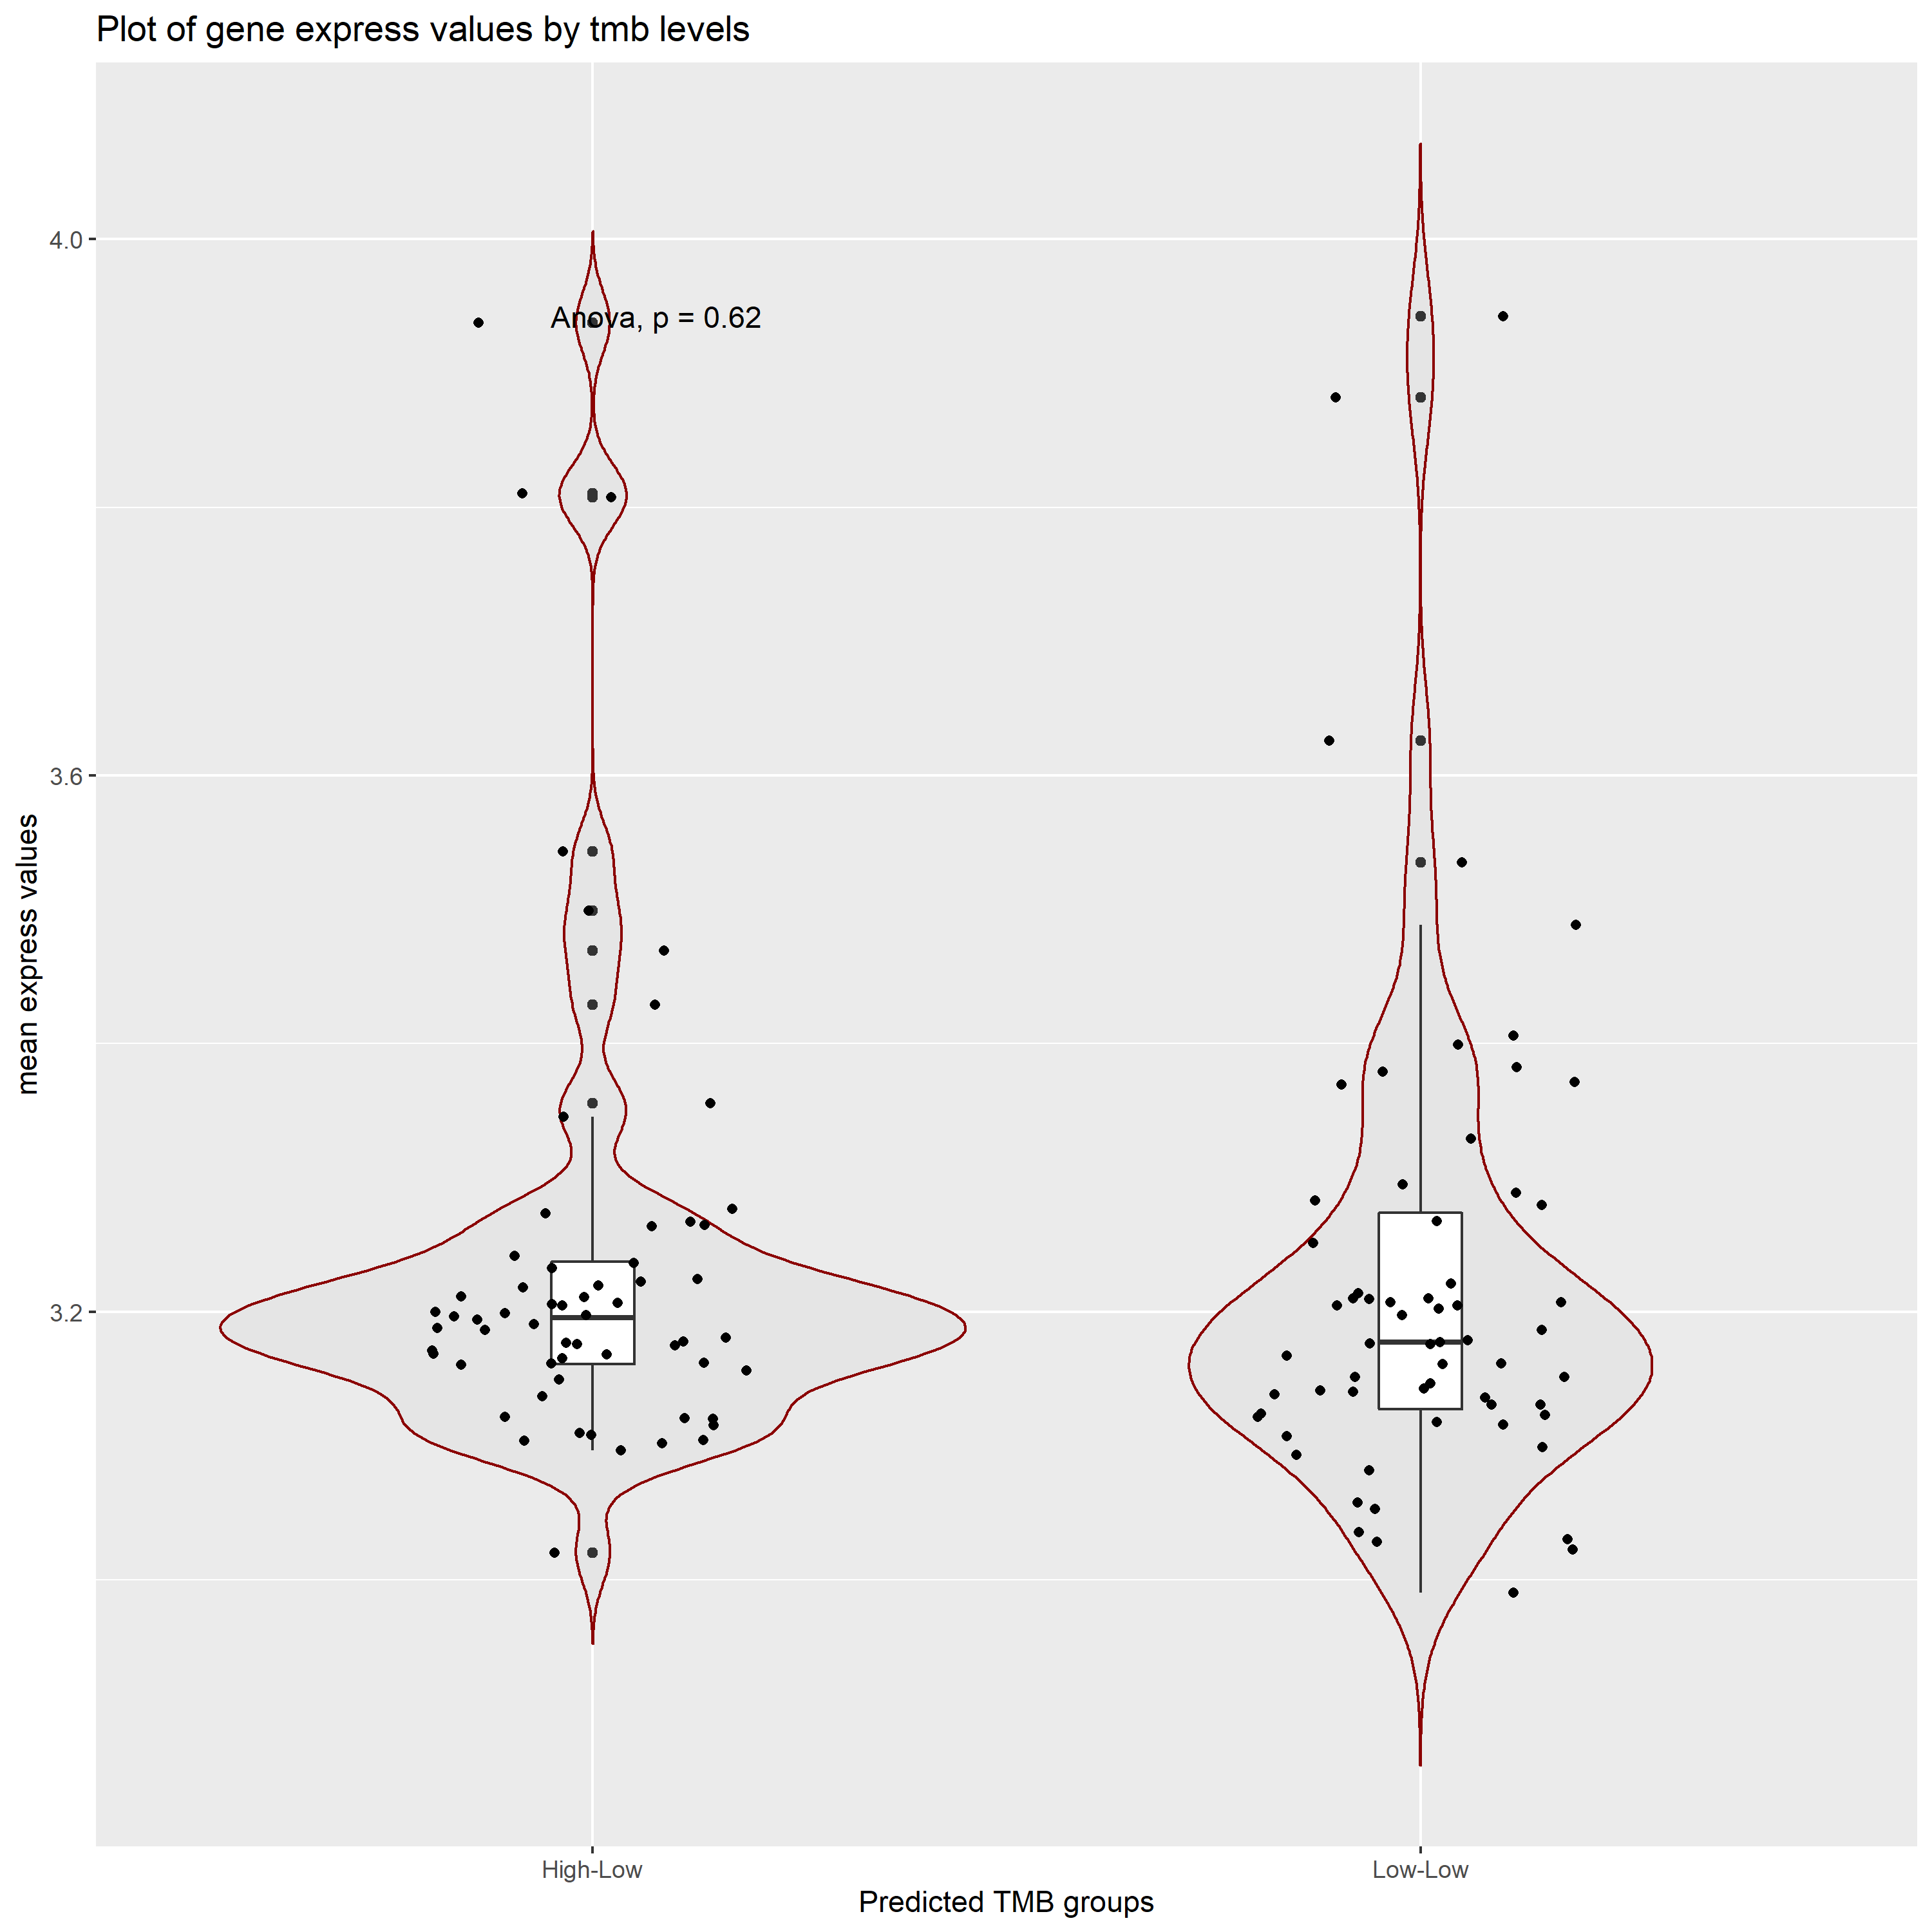 Plot of gene express values by tmb levels
4.0
Anova, p = 0.62
3.6
mean express values
3.2
High-Low
Low-Low
Predicted TMB groups